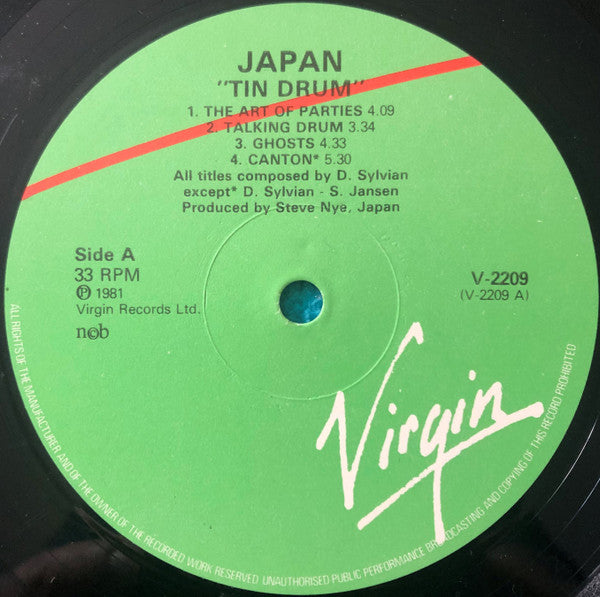 JAPAN
"TIN DRUM"
1. THE ART OF PARTIES 4.09
2. TALKING DRUM 3.34
3. GHOSTS 4.33
4. CANTON* 5.30
All titles composed by D. Sylvian
except* D. Sylvian - S. Jansen
Produced by Steve Nye, Japan
Side A
33 RPM
Ⓟ 1981
Virgin Records Ltd.
n©b
V-2209
(V-2209 A)
Virgin
ALL RIGHTS OF THE MANUFACTURER AND OF THE OWNER OF THE RECORDED WORK RESERVED UNAUTHORISED PUBLIC PERFORMANCE BROADCASTING AND COPYING OF THIS RECORD PROHIBITED